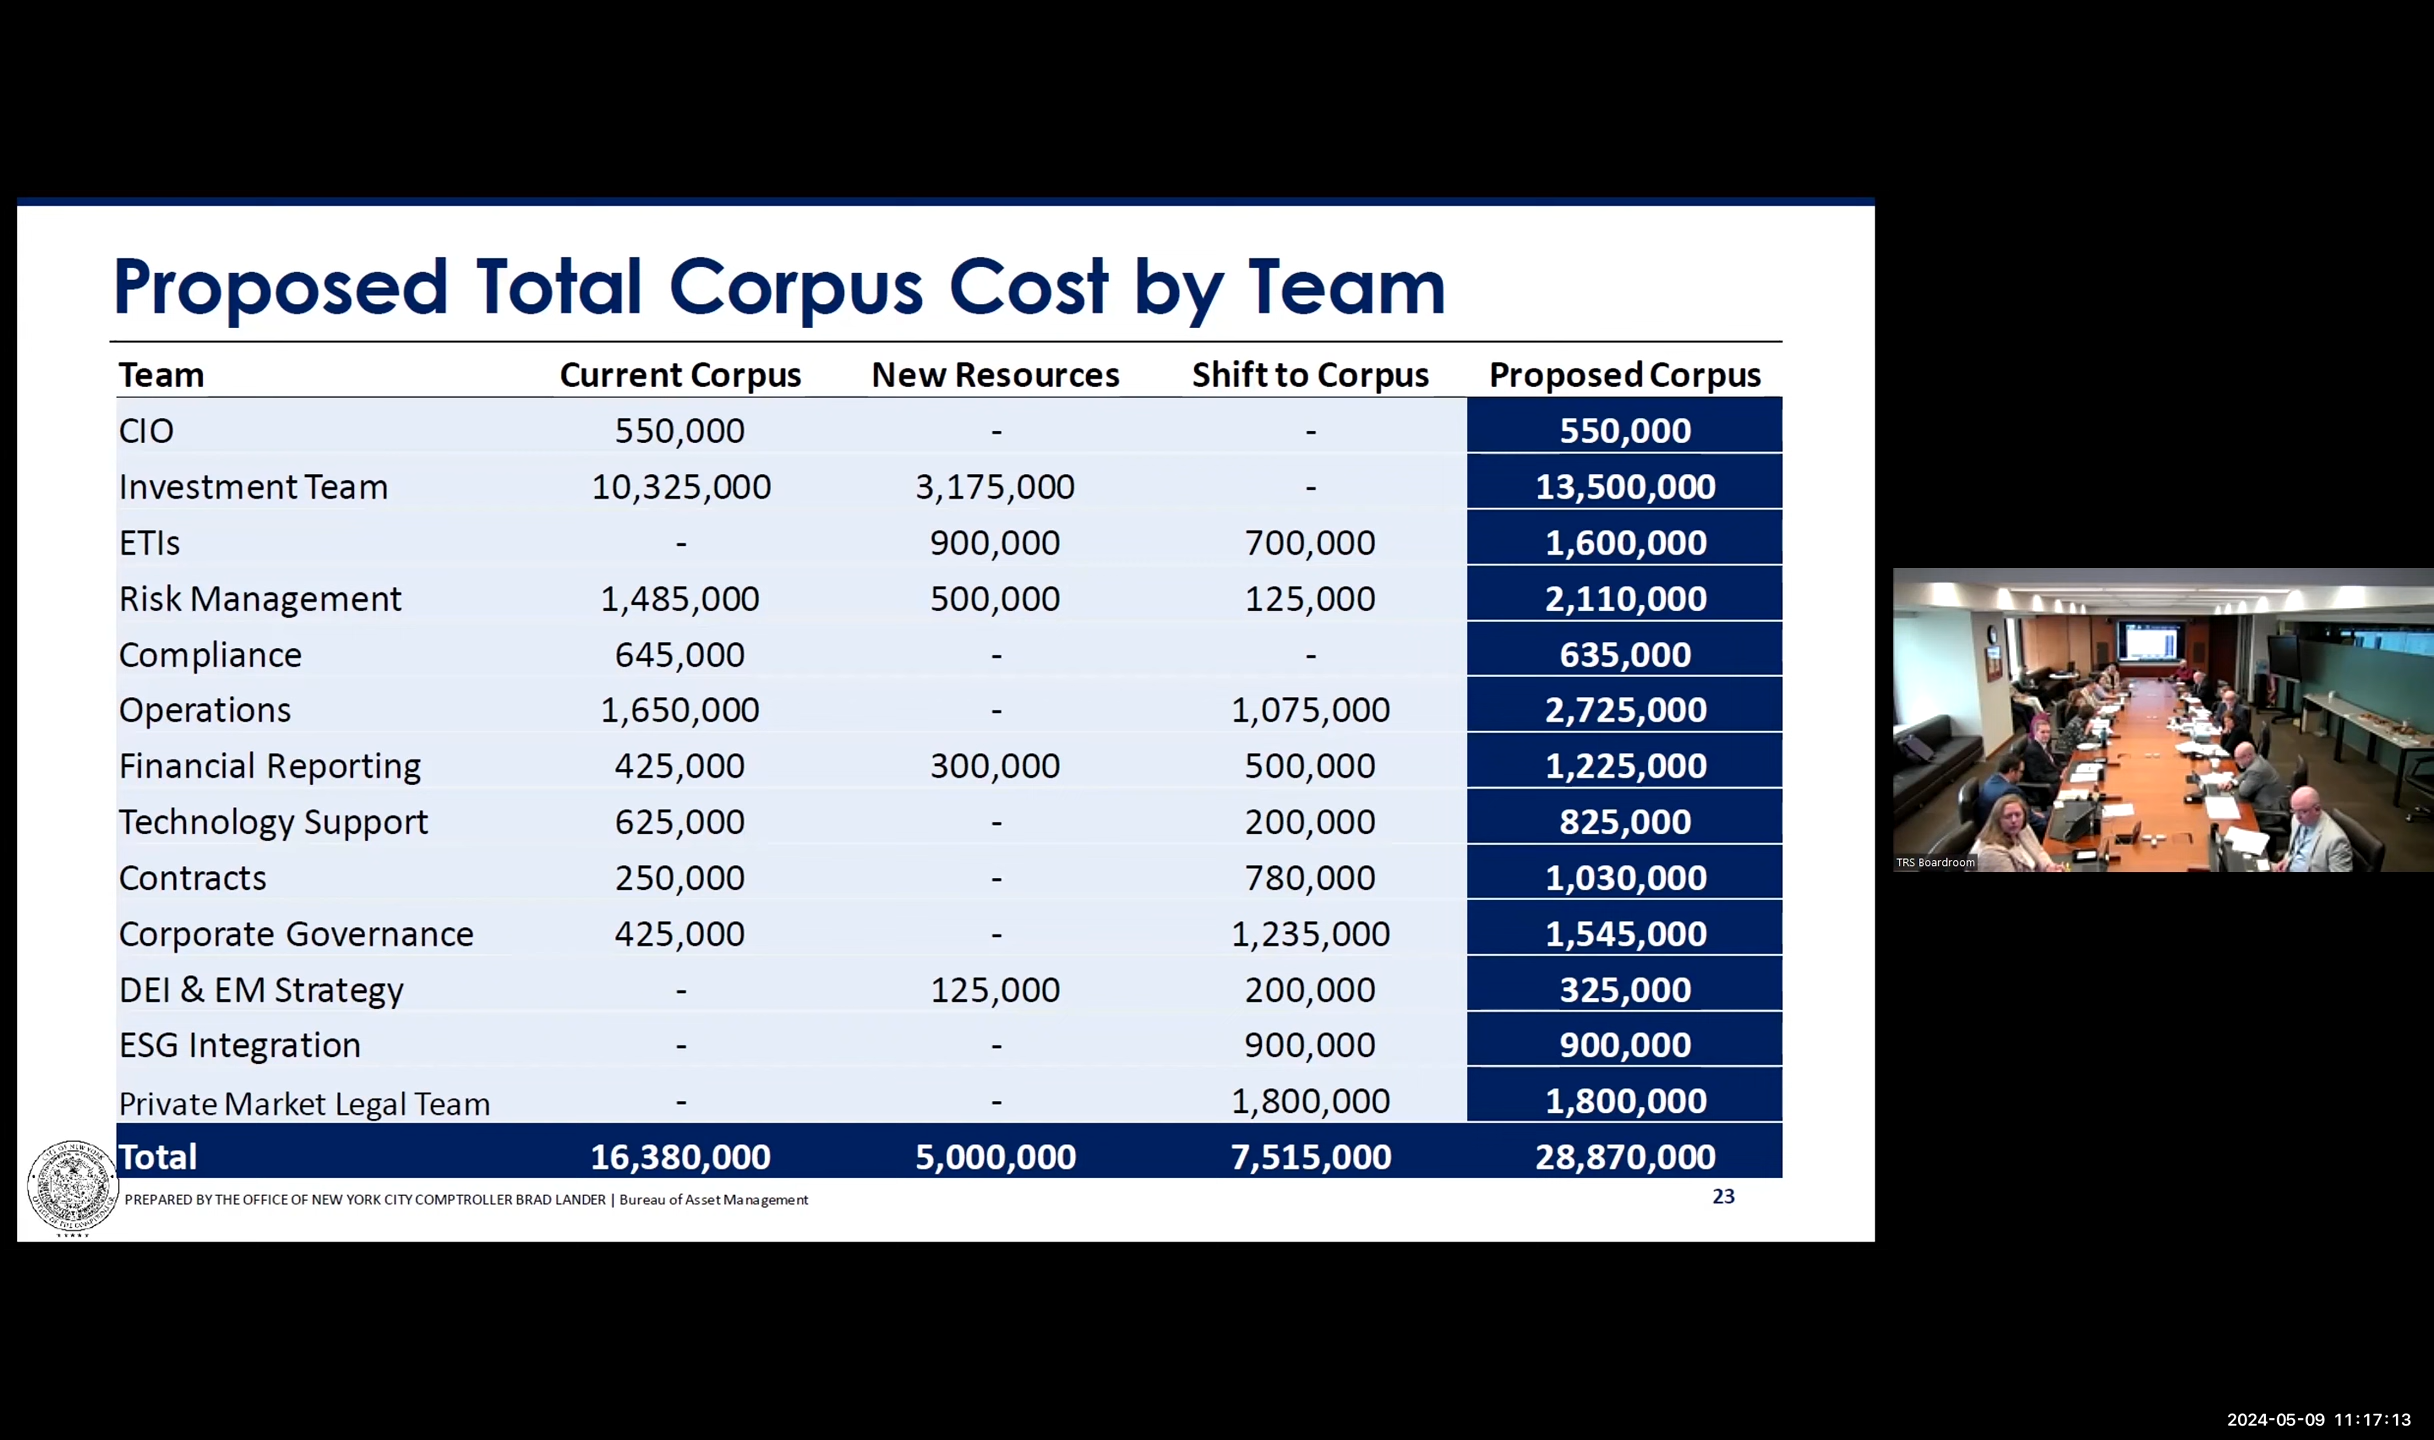 Proposed Total Corpus Cost by Team
Team Current Corpus New Resources Shift to Corpus Proposed Corpus
CIO 550,000 - - 550,000
Investment Team 10,325,000 3,175,000 - 13,500,000
ETIs - 900,000 700,000 1,600,000
Risk Management 1,485,000 500,000 125,000 2,110,000
Compliance 645,000 - - 635,000
Operations 1,650,000 - 1,075,000 2,725,000
Financial Reporting 425,000 300,000 500,000 1,225,000
Technology Support 625,000 - 200,000 825,000
Contracts 250,000 - 780,000 1,030,000
Corporate Governance 425,000 - 1,235,000 1,545,000
DEI & EM Strategy - 125,000 200,000 325,000
ESG Integration - - 900,000 900,000
Private Market Legal Team - - 1,800,000 1,800,000
Total 16,380,000 5,000,000 7,515,000 28,870,000
PREPARED BY THE OFFICE OF NEW YORK CITY COMPTROLLER BRAD LANDER | Bureau of Asset Management
23
TRS Boardroom
2024-05-09 11:17:13